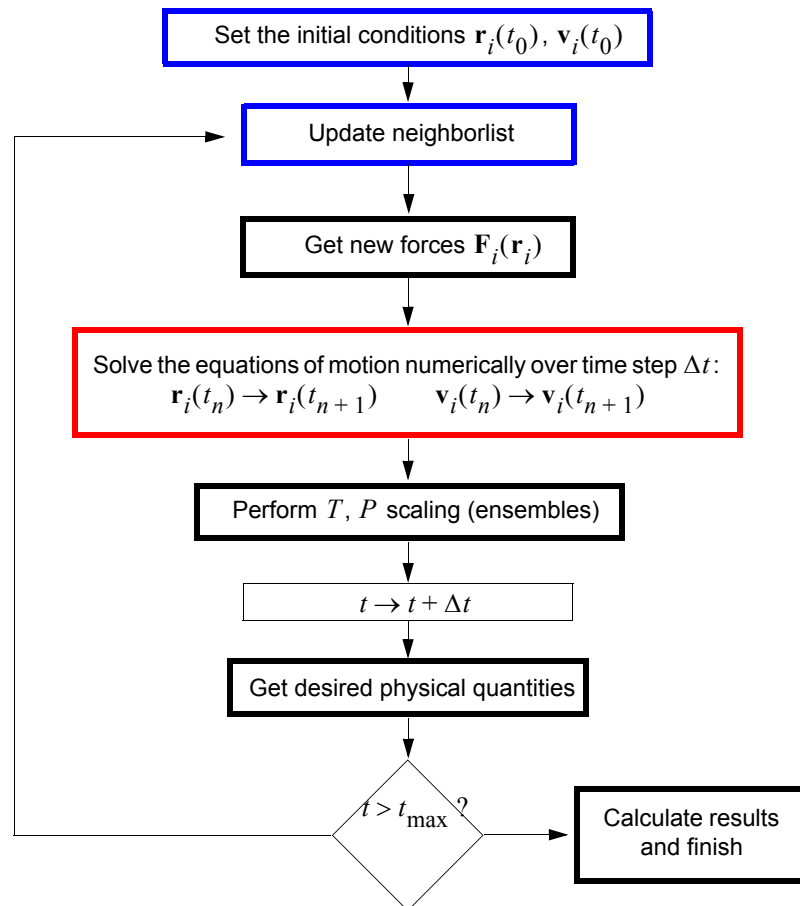 Set the initial conditions r_i(t_0), v_i(t_0)
Update neighborlist
Get new forces F_i(r_i)
Solve the equations of motion numerically over time step Δt:
r_i(t_n) → r_i(t_{n+1}) v_i(t_n) → v_i(t_{n+1})
Perform T, P scaling (ensembles)
t → t + Δt
Get desired physical quantities
t > t_max ?
Calculate results
and finish